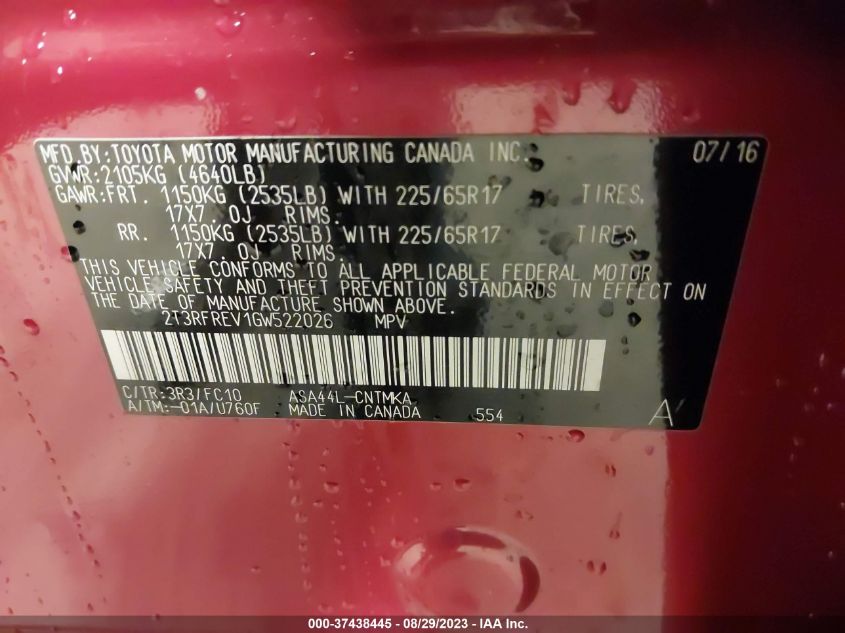 MFD BY:TOYOTA MOTOR MANUFACTURING CANADA INC. 07/16
GVWR:2105KG (4640LB)
GAWR:FRT. 1150KG (2535LB) WITH 225/65R17 TIRES,
17X7.0J RIMS.
RR. 1150KG (2535LB) WITH 225/65R17 TIRES,
17X7.0J RIMS.
THIS VEHICLE CONFORMS TO ALL APPLICABLE FEDERAL MOTOR
VEHICLE SAFETY AND THEFT PREVENTION STANDARDS IN EFFECT ON
THE DATE OF MANUFACTURE SHOWN ABOVE.
2T3RFREV1GW522026 MPV
C/TR:3R3/FC10 ASA44L-CNTMKA
A/TM:-01A/U760F MADE IN CANADA 554 A
000-37438445 - 08/29/2023 - IAA Inc.